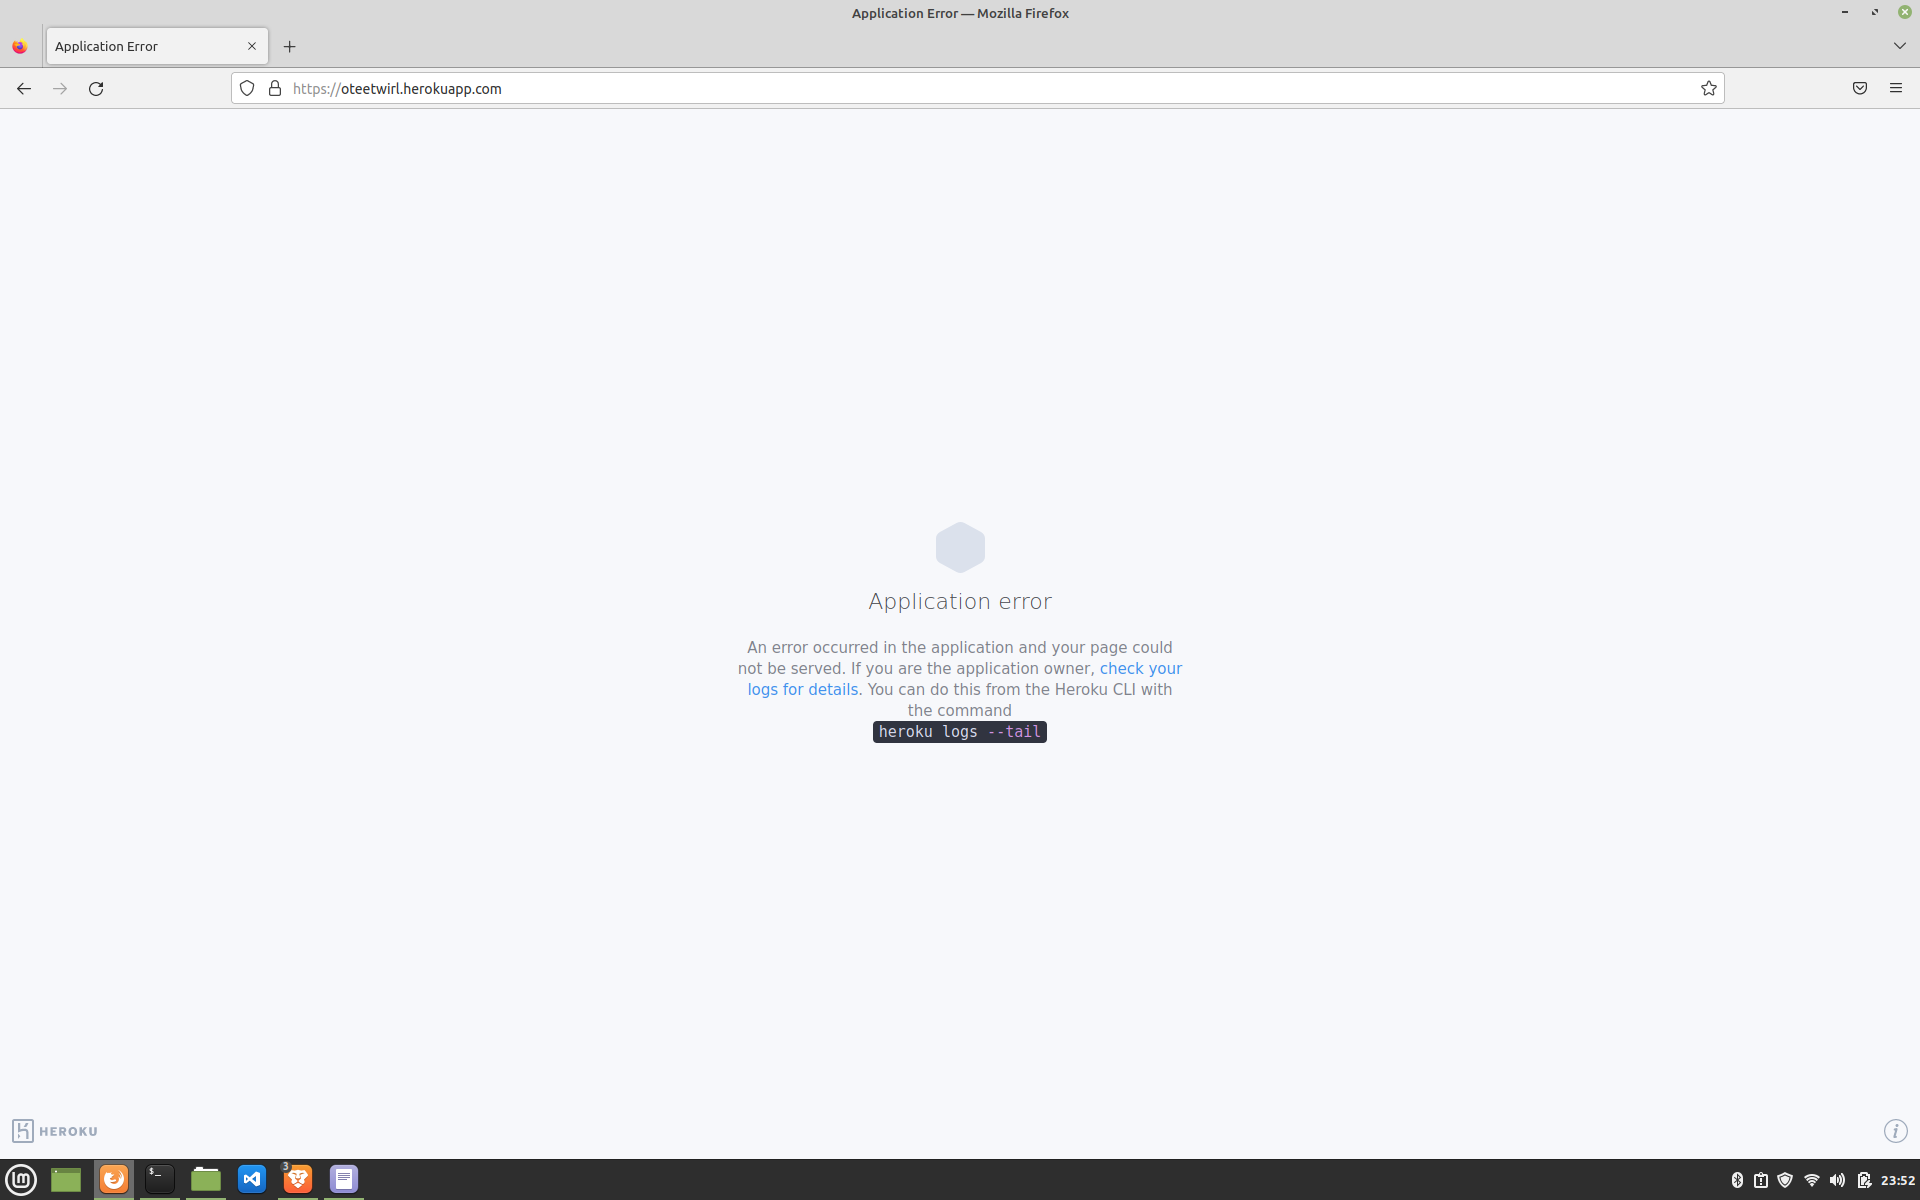 Application Error — Mozilla Firefox
Application Error
https://oteetwirl.herokuapp.com
Application error
An error occurred in the application and your page could
not be served. If you are the application owner, check your
logs for details. You can do this from the Heroku CLI with
the command
heroku logs --tail
HEROKU
i
lm
$_
3
23:52